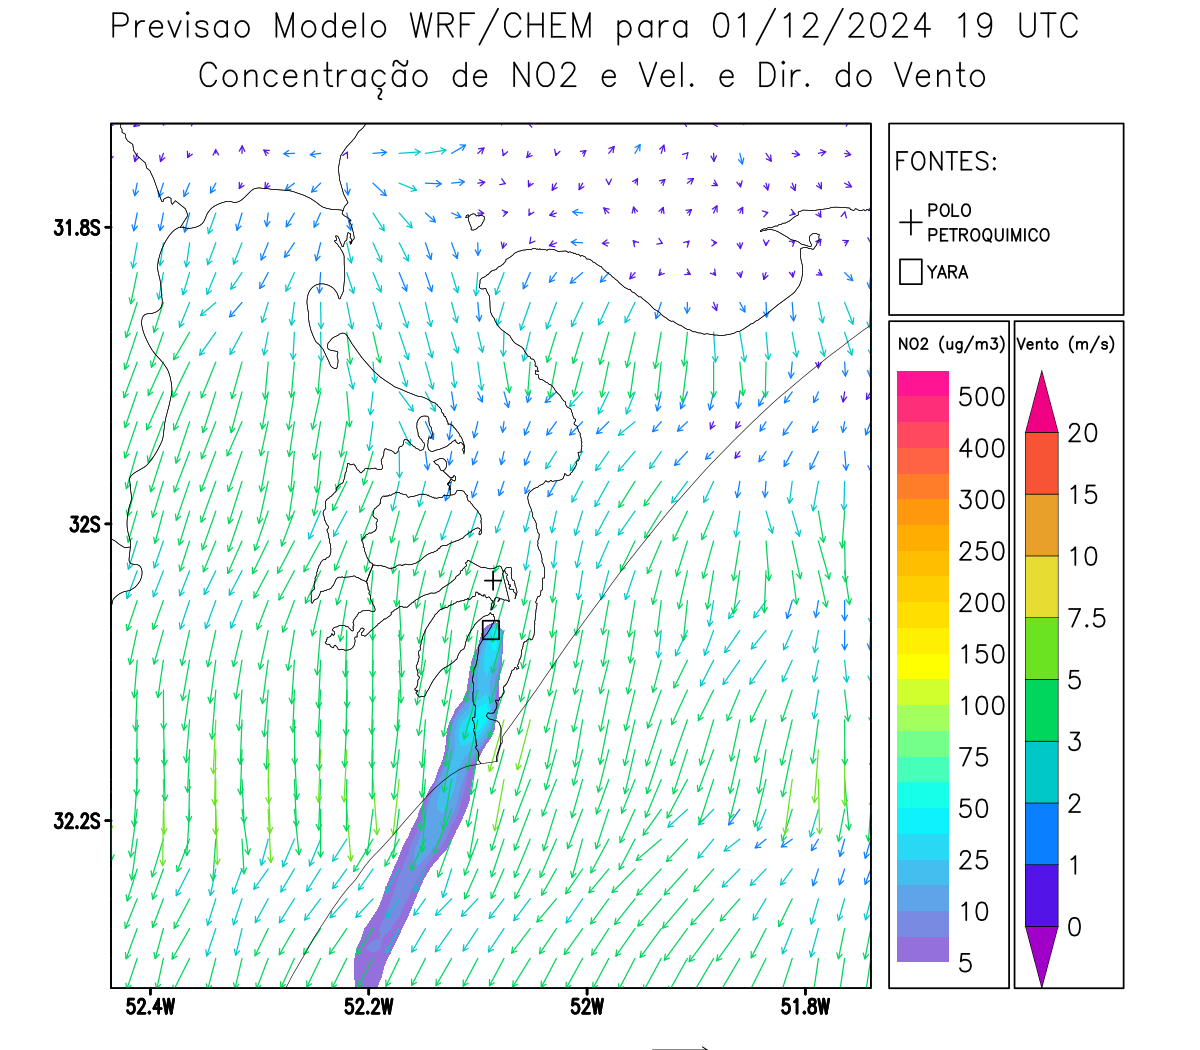 Previsao Modelo WRF/CHEM para 01/12/2024 19 UTC
Concentração de NO2 e Vel. e Dir. do Vento
FONTES:
POLO
PETROQUIMICO
YARA
NO2 (ug/m3)
500
400
300
250
200
150
100
75
50
25
10
5
Vento (m/s)
20
15
10
7.5
5
3
2
1
0
31.8S
32S
32.2S
52.4W
52.2W
52W
51.8W